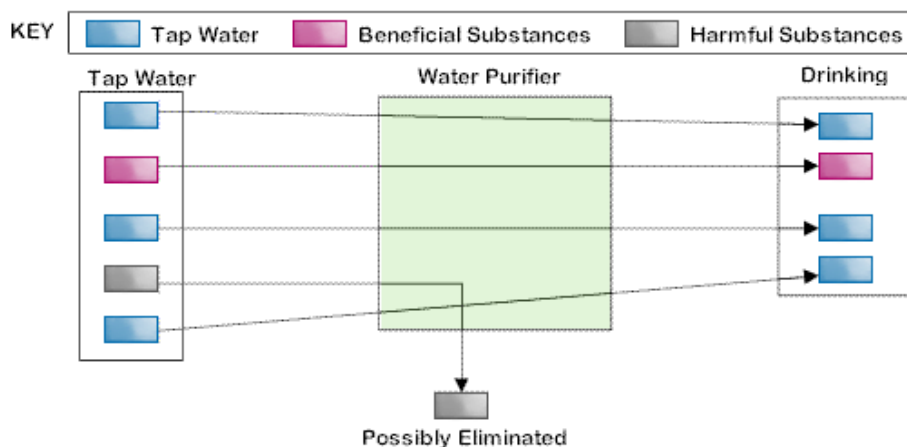 KEY Tap Water Beneficial Substances Harmful Substances
Tap Water Water Purifier Drinking
Possibly Eliminated